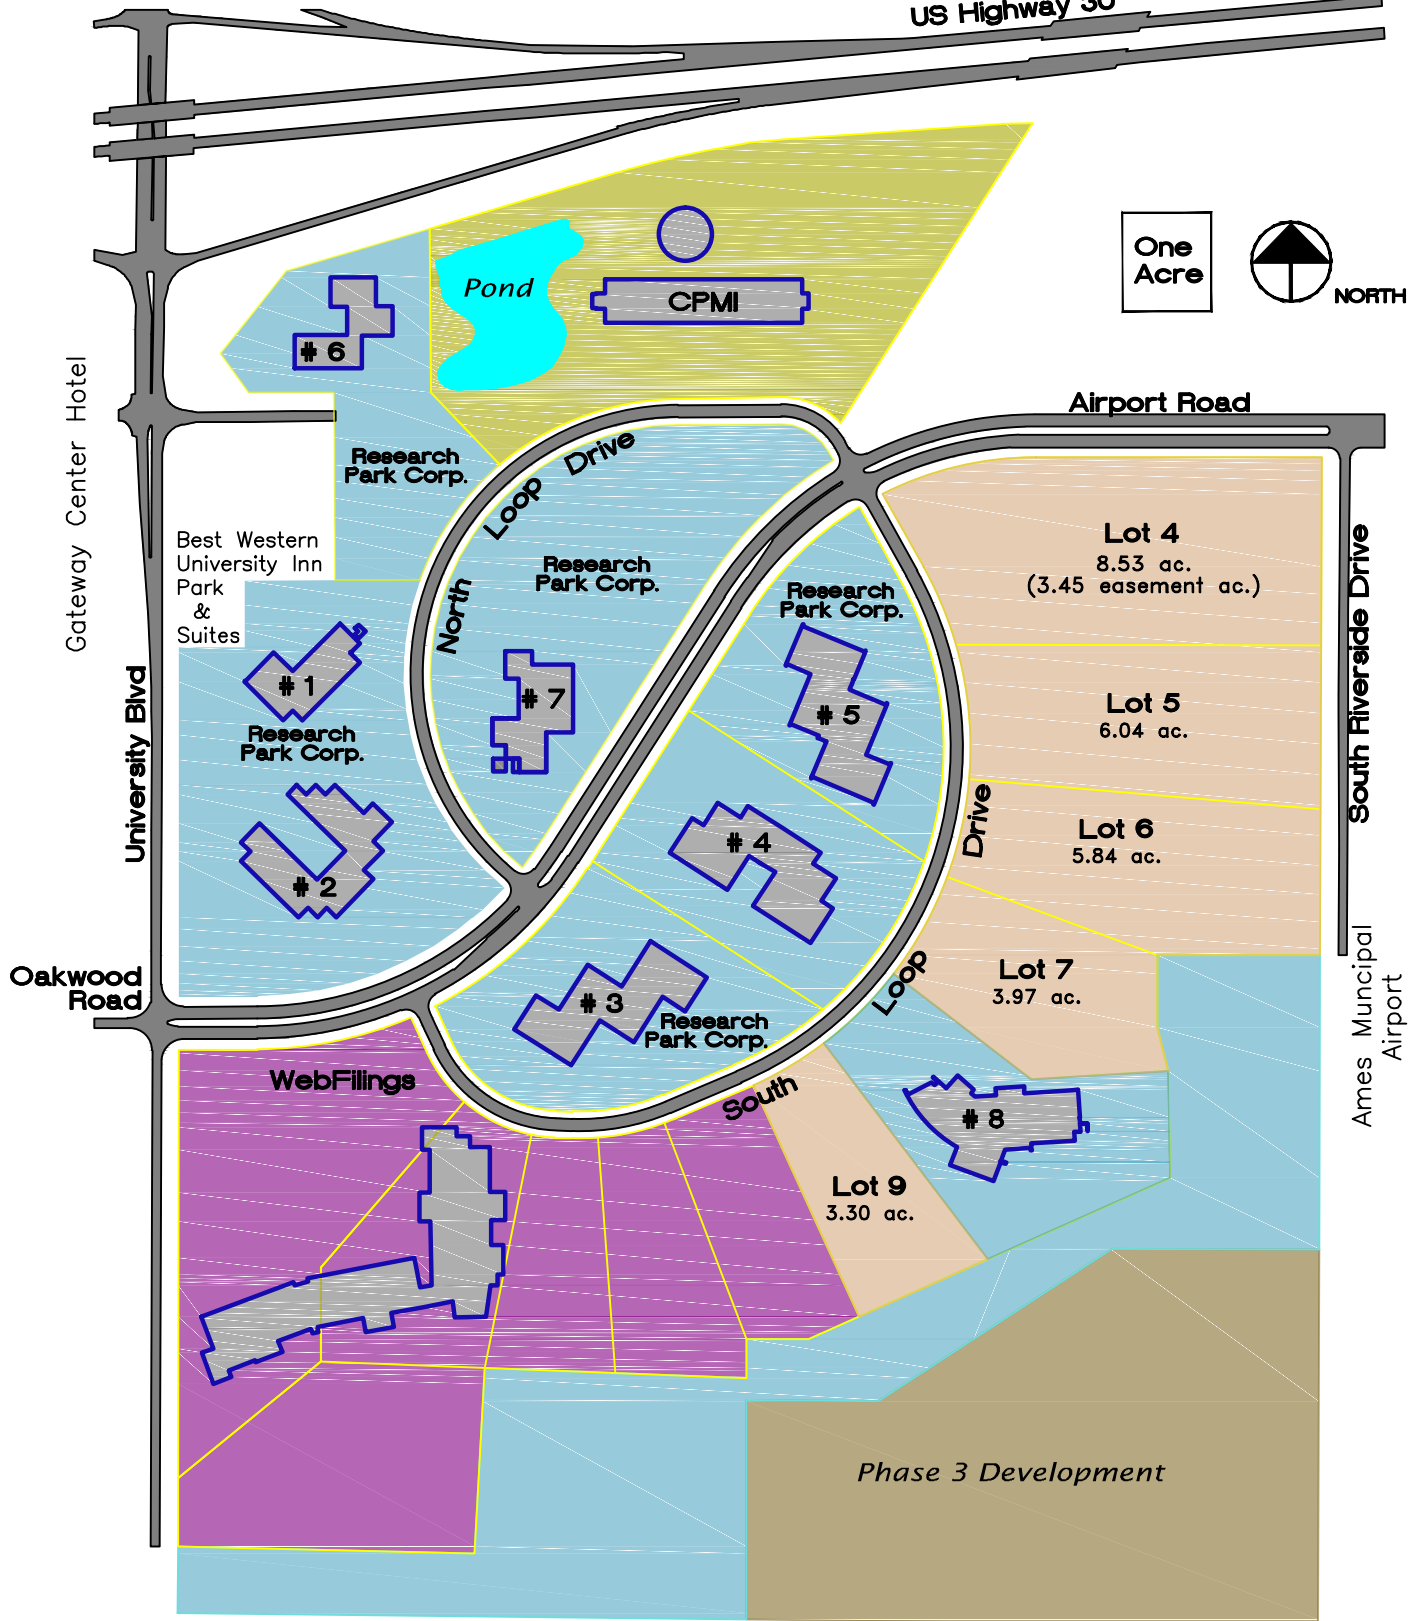 US Highway 30
One
Acre
NORTH
Pond
CPMI
# 6
Gateway Center Hotel
Airport Road
Research
Park Corp.
North Loop Drive
Best Western
University Inn
Park
&
Suites
Research
Park Corp.
Research
Park Corp.
Lot 4
8.53 ac.
(3.45 easement ac.)
South Riverside Drive
# 1
# 7
# 5
Lot 5
6.04 ac.
Research
Park Corp.
University Blvd
# 2
# 4
Lot 6
5.84 ac.
Oakwood
Road
# 3
Research
Park Corp.
South Loop Drive
Lot 7
3.97 ac.
Ames Muncipal
Airport
WebFilings
# 8
Lot 9
3.30 ac.
Phase 3 Development